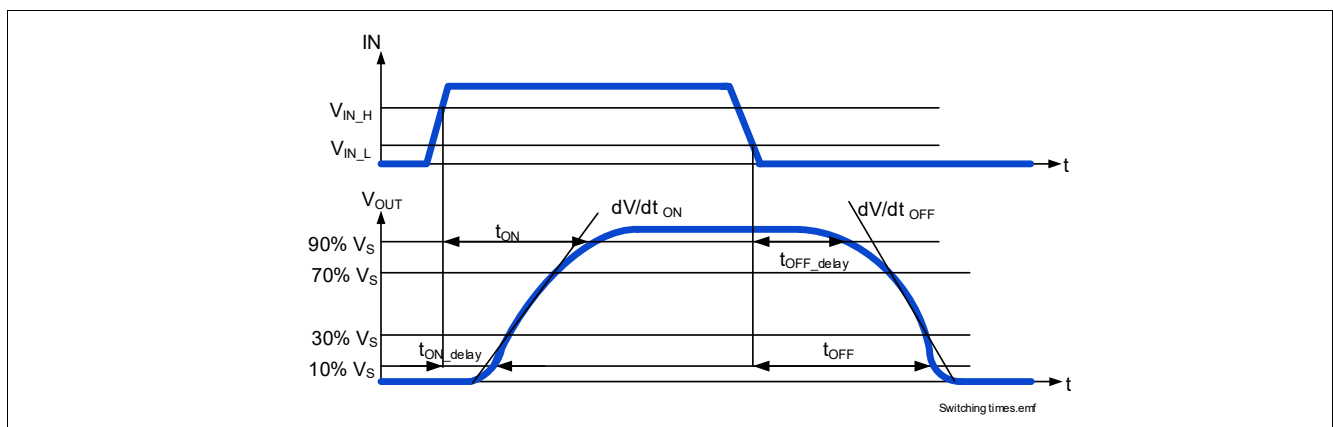 IN
V_IN_H
V_IN_L
t
V_OUT
dV/dt ON
dV/dt OFF
t_ON
90% V_S
t_OFF_delay
70% V_S
30% V_S
t_ON_delay
t_OFF
10% V_S
t
Switching times.emf